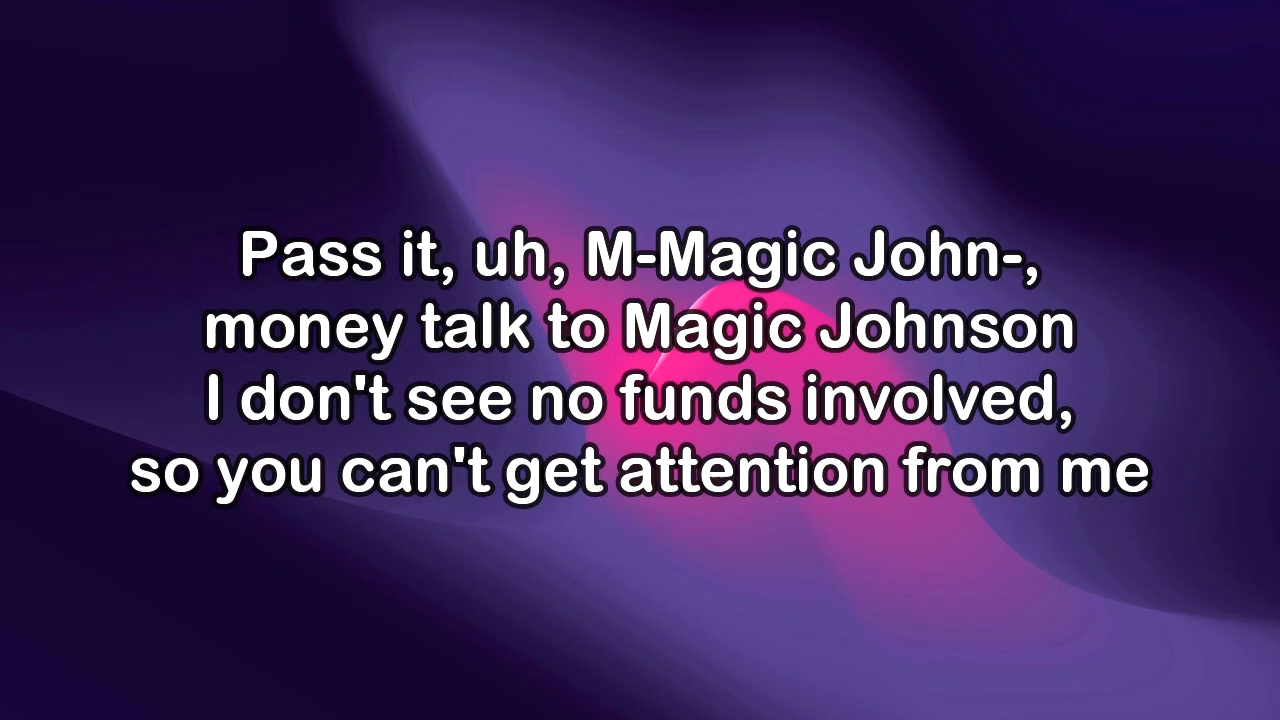 Pass it, uh, M-Magic John-,
money talk to Magic Johnson
I don't see no funds involved,
so you can't get attention from me